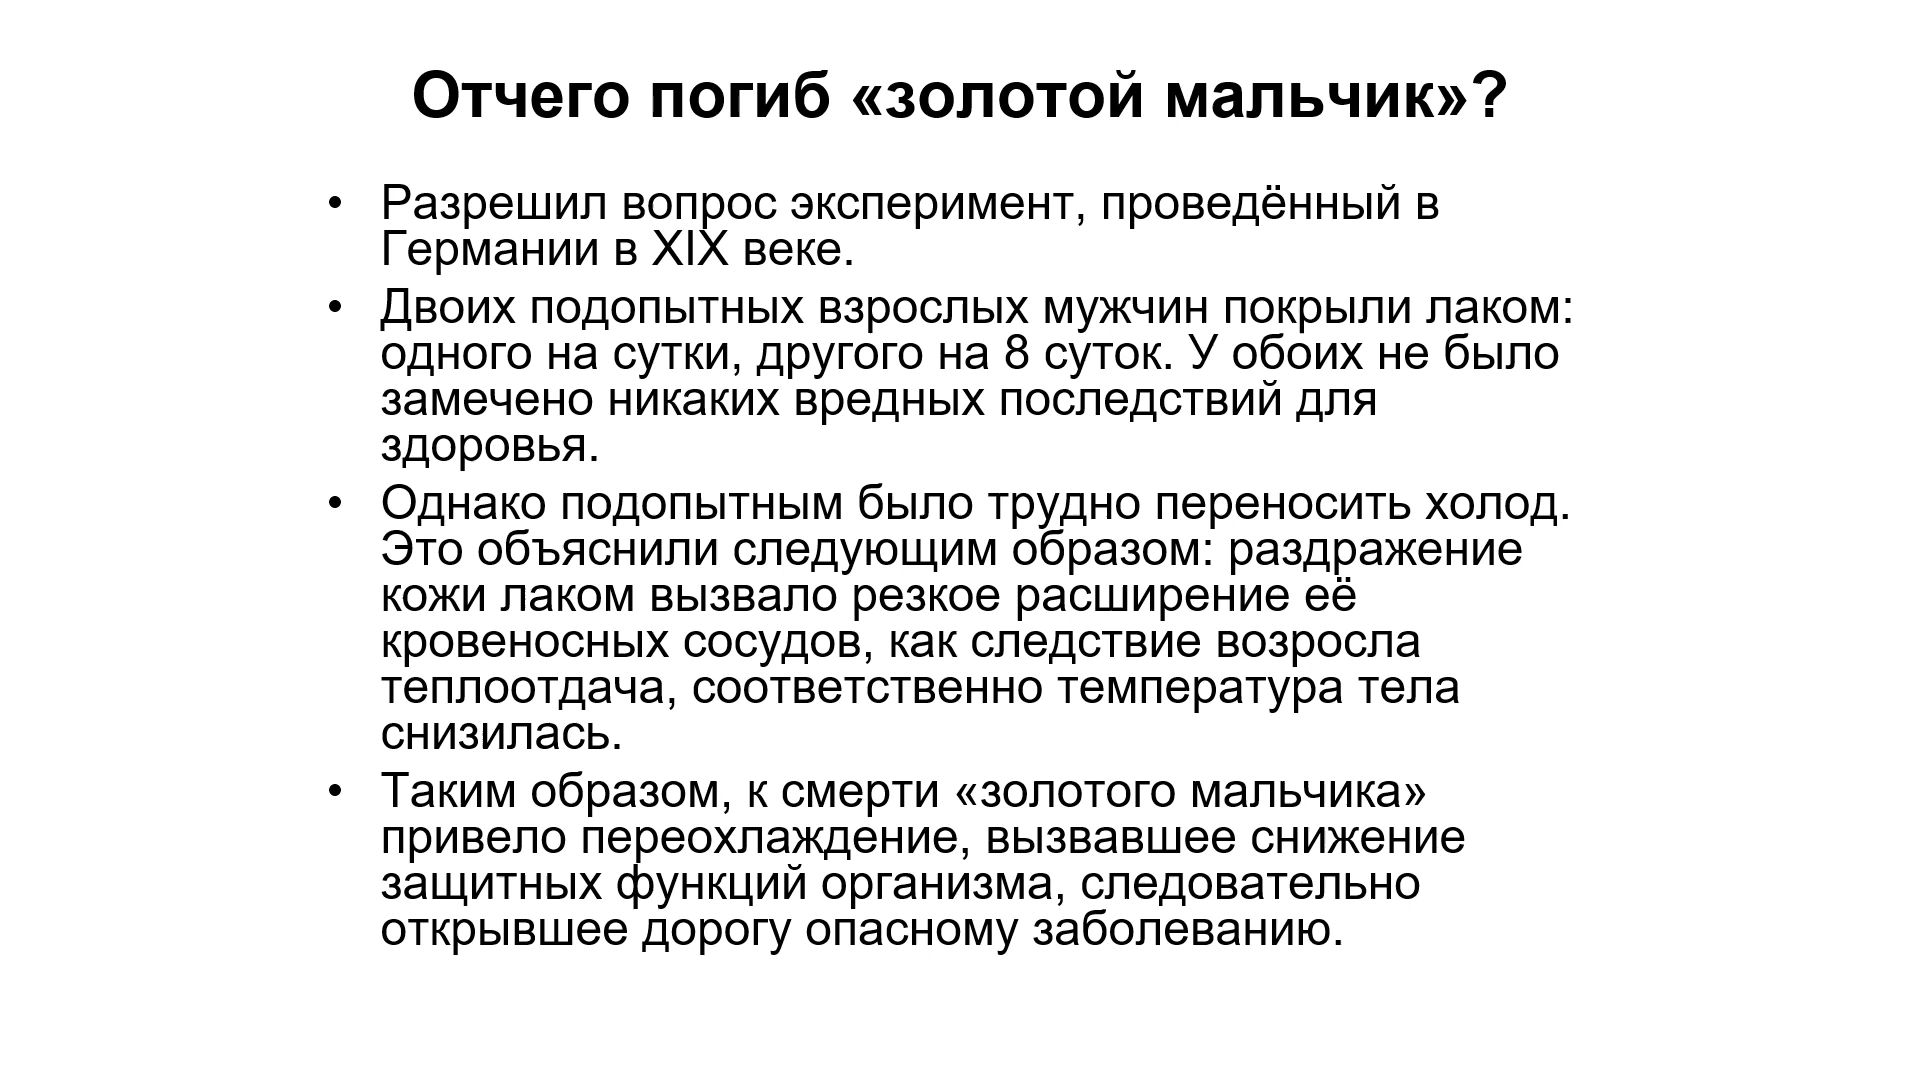 Отчего погиб «золотой мальчик»?
• Разрешил вопрос эксперимент, проведённый в
Германии в XIX веке.
• Двоих подопытных взрослых мужчин покрыли лаком:
одного на сутки, другого на 8 суток. У обоих не было
замечено никаких вредных последствий для
здоровья.
• Однако подопытным было трудно переносить холод.
Это объяснили следующим образом: раздражение
кожи лаком вызвало резкое расширение её
кровеносных сосудов, как следствие возросла
теплоотдача, соответственно температура тела
снизилась.
• Таким образом, к смерти «золотого мальчика»
привело переохлаждение, вызвавшее снижение
защитных функций организма, следовательно
открывшее дорогу опасному заболеванию.